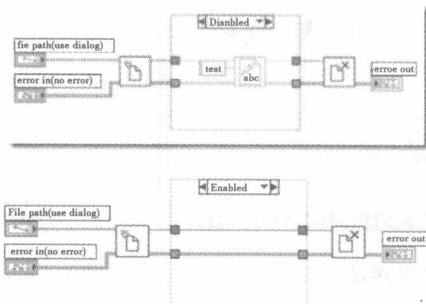 Dianbled
fie path(use dialog)
error in(no error)
test
abc
erroe out
Enabled
File path(use dialog)
error in(no error)
error out